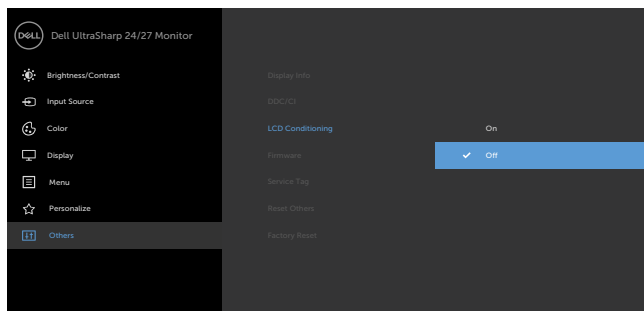 DELL
Dell UltraSharp 24/27 Monitor
Brightness/Contrast
Input Source
Color
Display
Menu
Personalize
Others
Display Info
DDC/CI
LCD Conditioning
Firmware
Service Tag
Reset Others
Factory Reset
On
Off